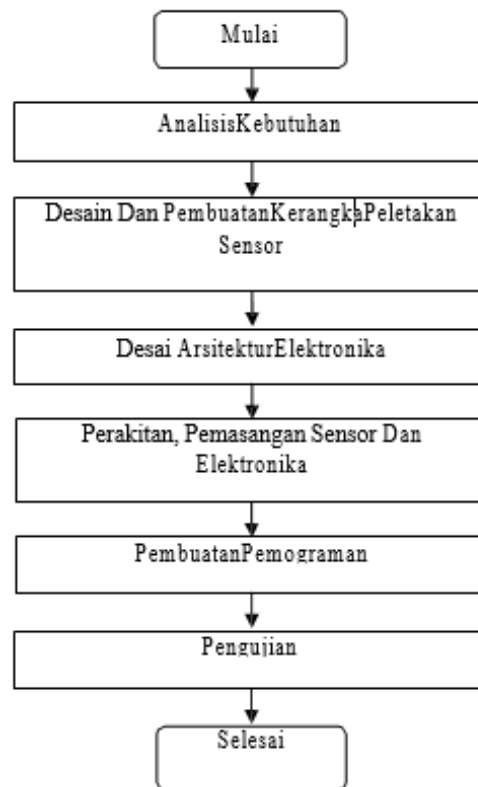 Mulai
AnalisisKebutuhan
Desain Dan PembuatanKerangkaPeletakan
Sensor
Desai ArsitekturElektronika
Perakitan, Pemasangan Sensor Dan
Elektronika
PembuatanPemograman
Pengujian
Selesai